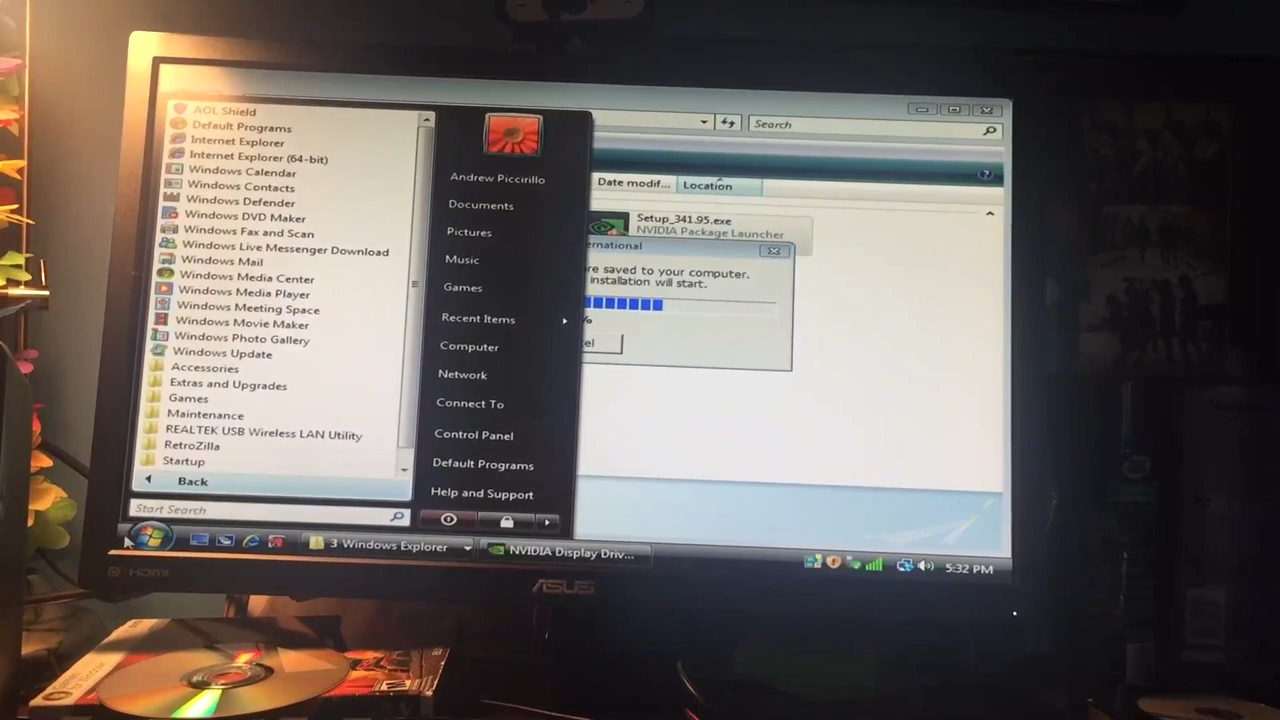 AOL Shield
Default Programs
Internet Explorer
Internet Explorer (64-bit)
Windows Calendar
Windows Contacts
Windows Defender
Windows DVD Maker
Windows Fax and Scan
Windows Live Messenger Download
Windows Mail
Windows Media Center
Windows Media Player
Windows Meeting Space
Windows Movie Maker
Windows Photo Gallery
Windows Update
Accessories
Extras and Upgrades
Games
Maintenance
REALTEK USB Wireless LAN Utility
RetroZilla
Startup
Back
Start Search
Andrew Piccirillo
Documents
Pictures
Music
Games
Recent Items
Computer
Network
Connect To
Control Panel
Default Programs
Help and Support
Search
Date modif... Location
Setup_341.95.exe
NVIDIA Package Launcher
ernational
re saved to your computer.
installation will start.
%
el
3 Windows Explorer
NVIDIA Display Driv...
5:32 PM
HDMI
ASUS